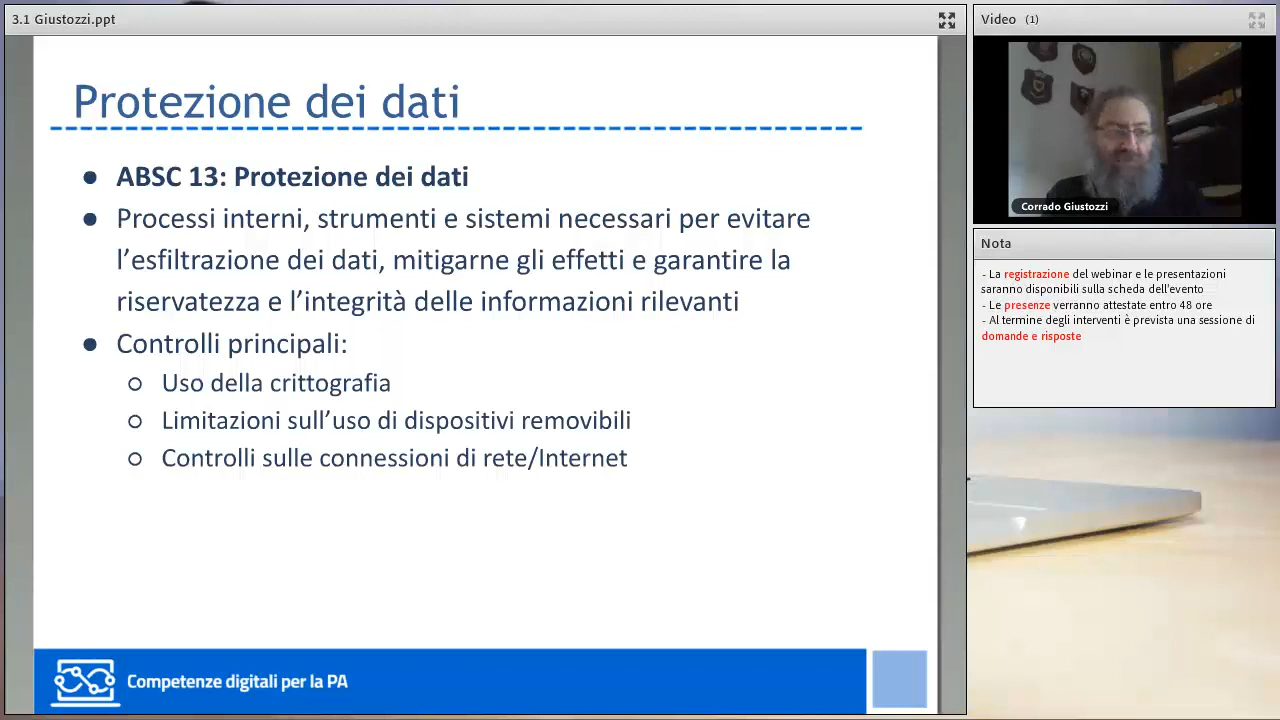 3.1 Giustozzi.ppt
Protezione dei dati
● ABSC 13: Protezione dei dati
● Processi interni, strumenti e sistemi necessari per evitare
l’esfiltrazione dei dati, mitigarne gli effetti e garantire la
riservatezza e l’integrità delle informazioni rilevanti
● Controlli principali:
○ Uso della crittografia
○ Limitazioni sull’uso di dispositivi removibili
○ Controlli sulle connessioni di rete/Internet
Competenze digitali per la PA
Video (1)
Corrado Giustozzi
Nota
- La registrazione del webinar e le presentazioni
saranno disponibili sulla scheda dell'evento
- Le presenze verranno attestate entro 48 ore
- Al termine degli interventi è prevista una sessione di
domande e risposte